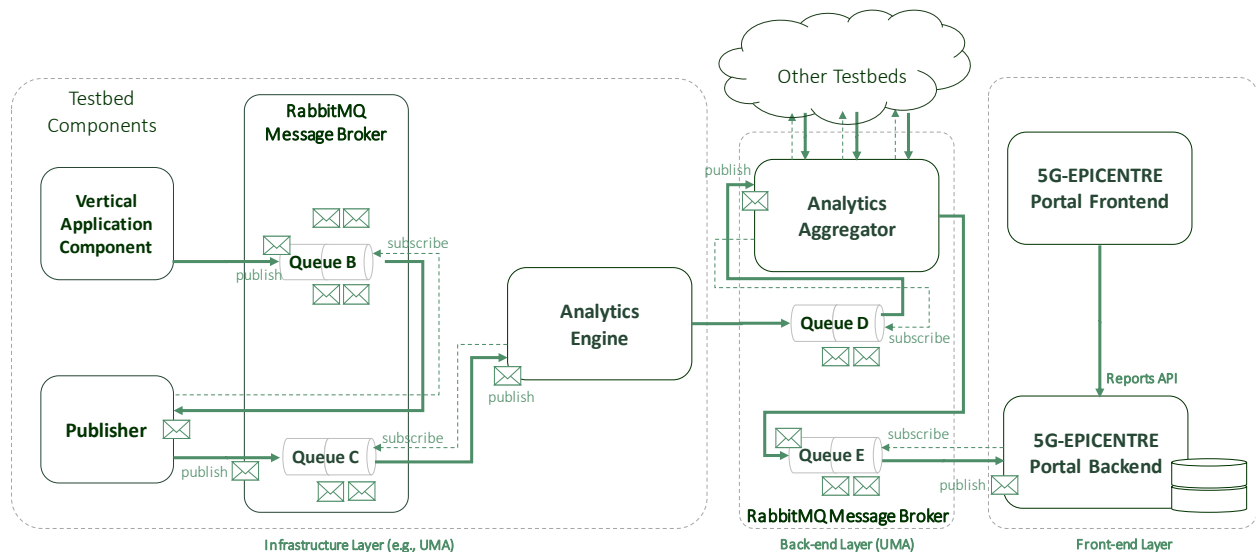 Other Testbeds
Testbed
Components
RabbitMQ
Message Broker
Vertical
Application
Component
publish
Queue B
subscribe
Publisher
publish
Queue C
subscribe
Analytics
Engine
publish
publish
Analytics
Aggregator
Queue D
subscribe
Queue E
subscribe
publish
RabbitMQ Message Broker
5G-EPICENTRE
Portal Frontend
Reports API
5G-EPICENTRE
Portal Backend
Infrastructure Layer (e.g., UMA)
Back-end Layer (UMA)
Front-end Layer